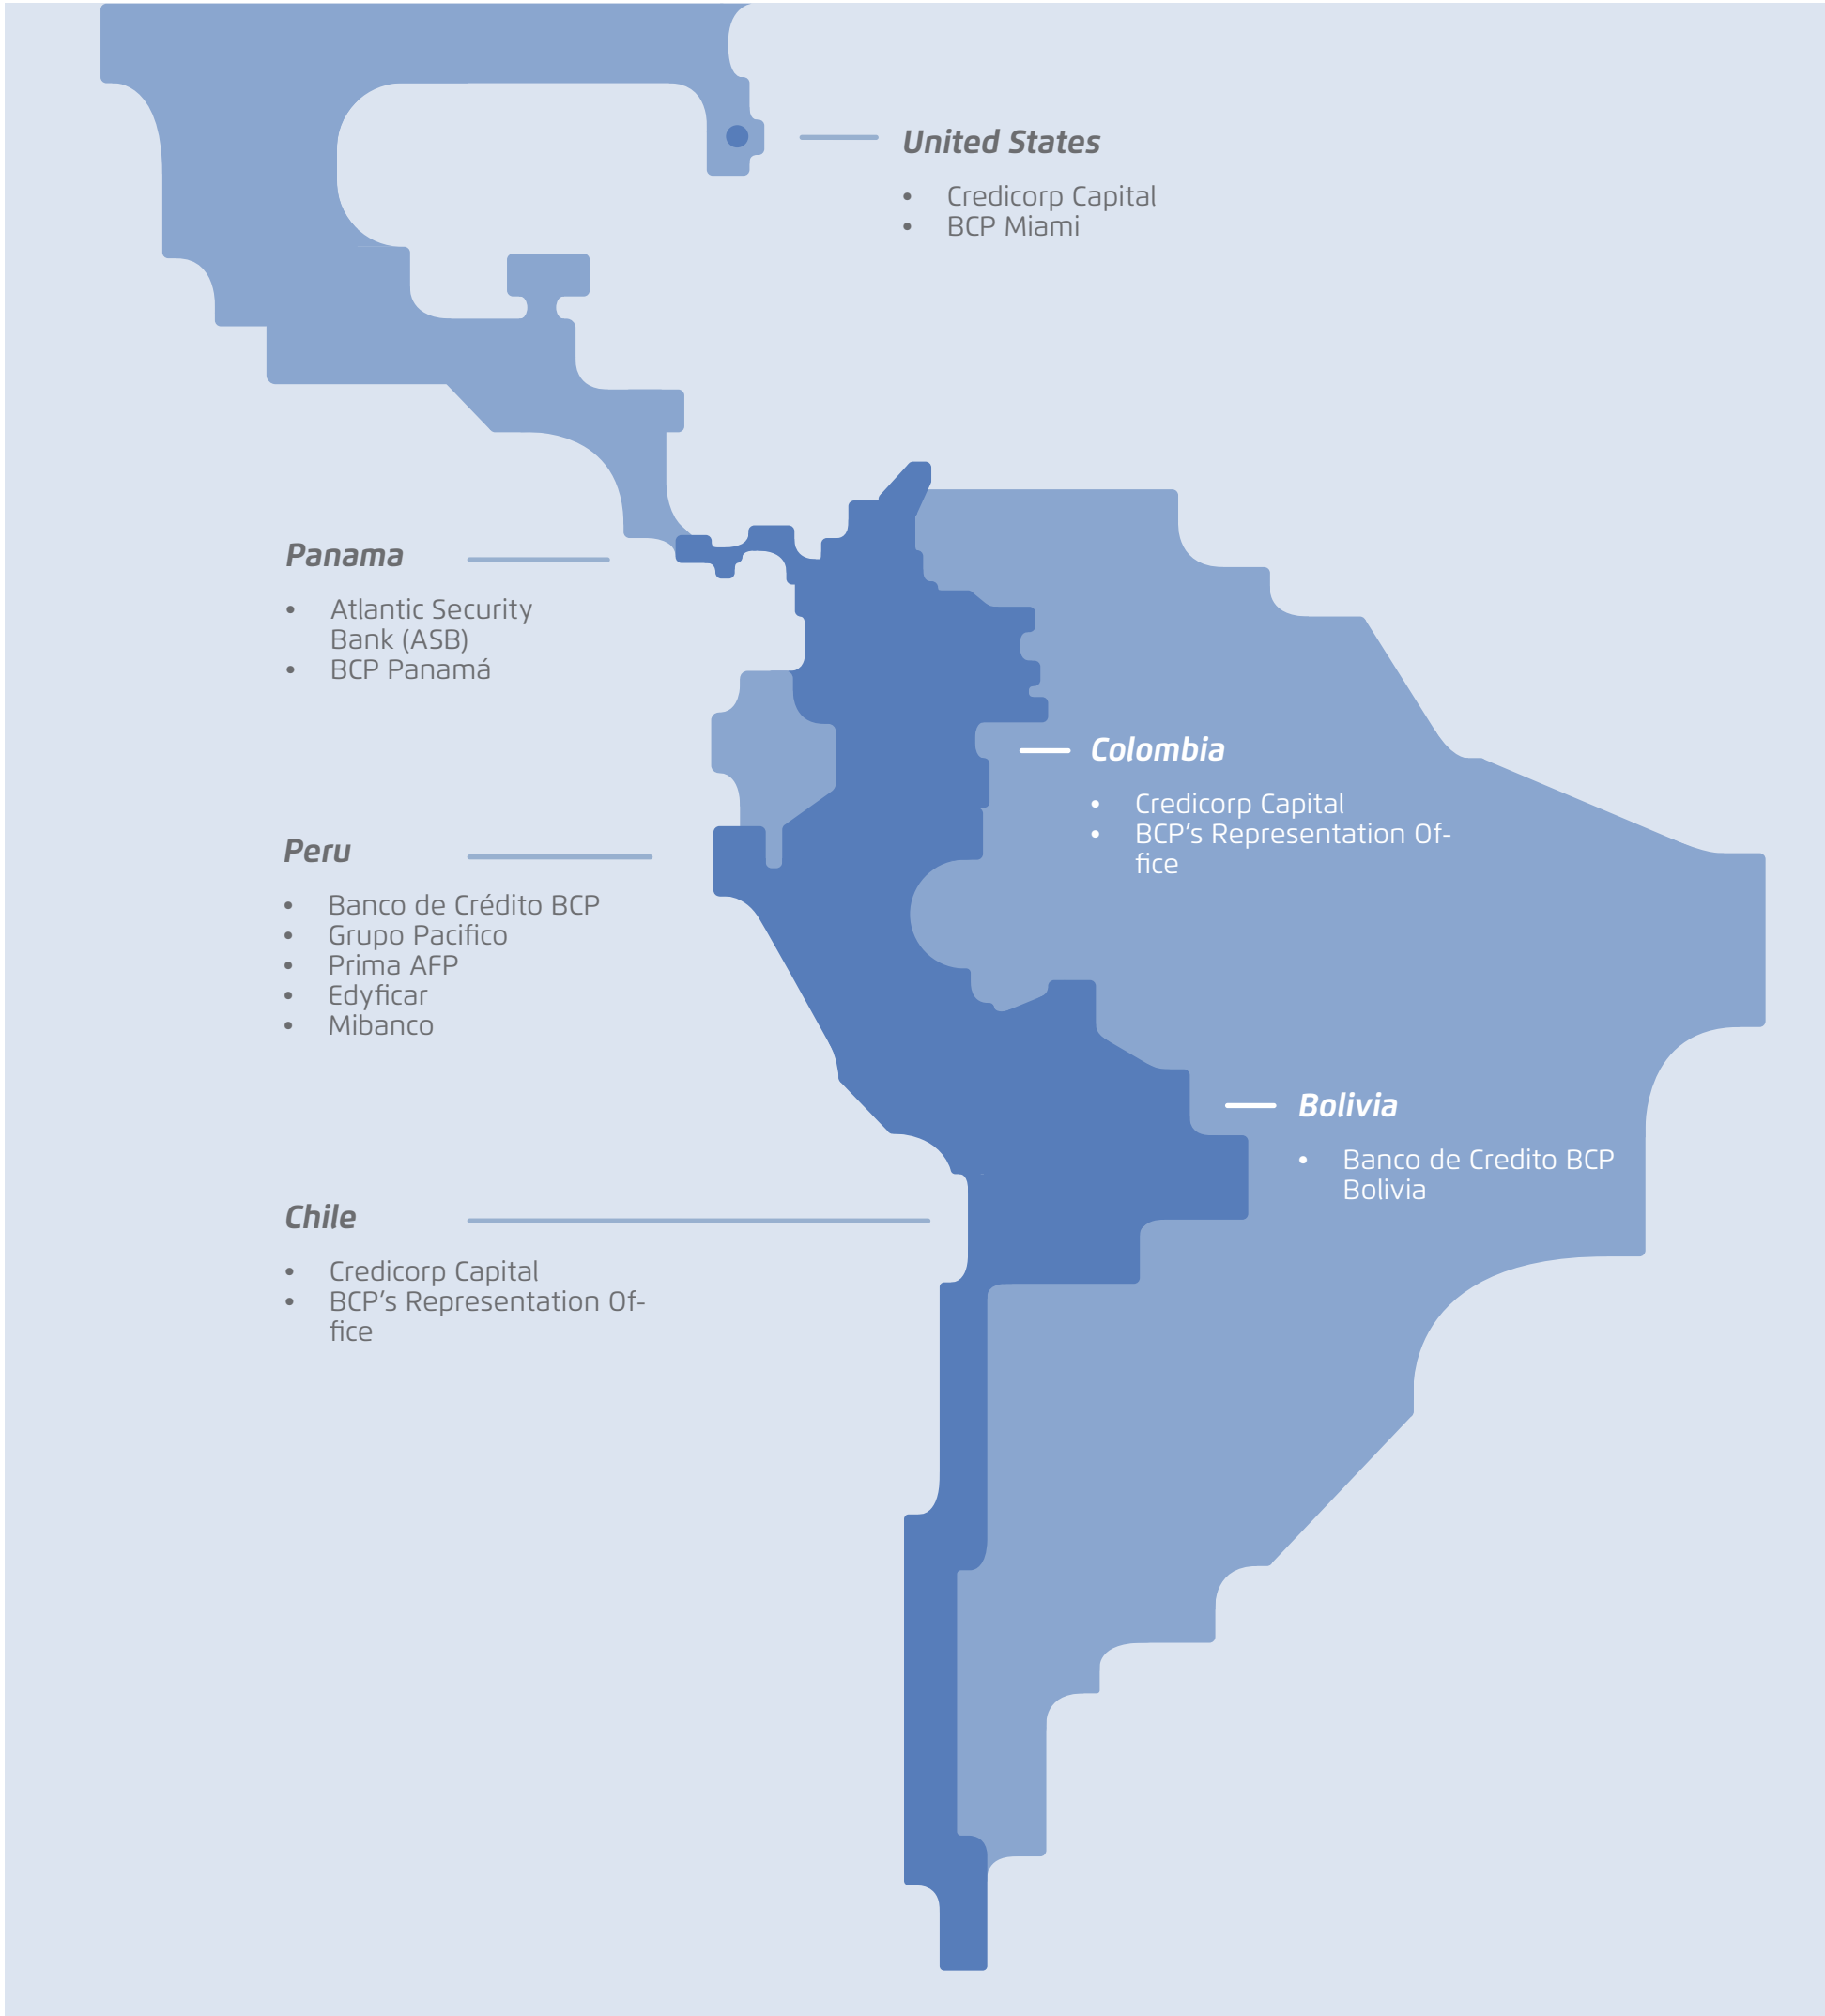 United States
• Credicorp Capital
• BCP Miami
Panama
• Atlantic Security
Bank (ASB)
• BCP Panamá
Colombia
• Credicorp Capital
• BCP’s Representation Of-
fice
Peru
• Banco de Crédito BCP
• Grupo Pacifico
• Prima AFP
• Edyficar
• Mibanco
Bolivia
• Banco de Credito BCP
Bolivia
Chile
• Credicorp Capital
• BCP’s Representation Of-
fice